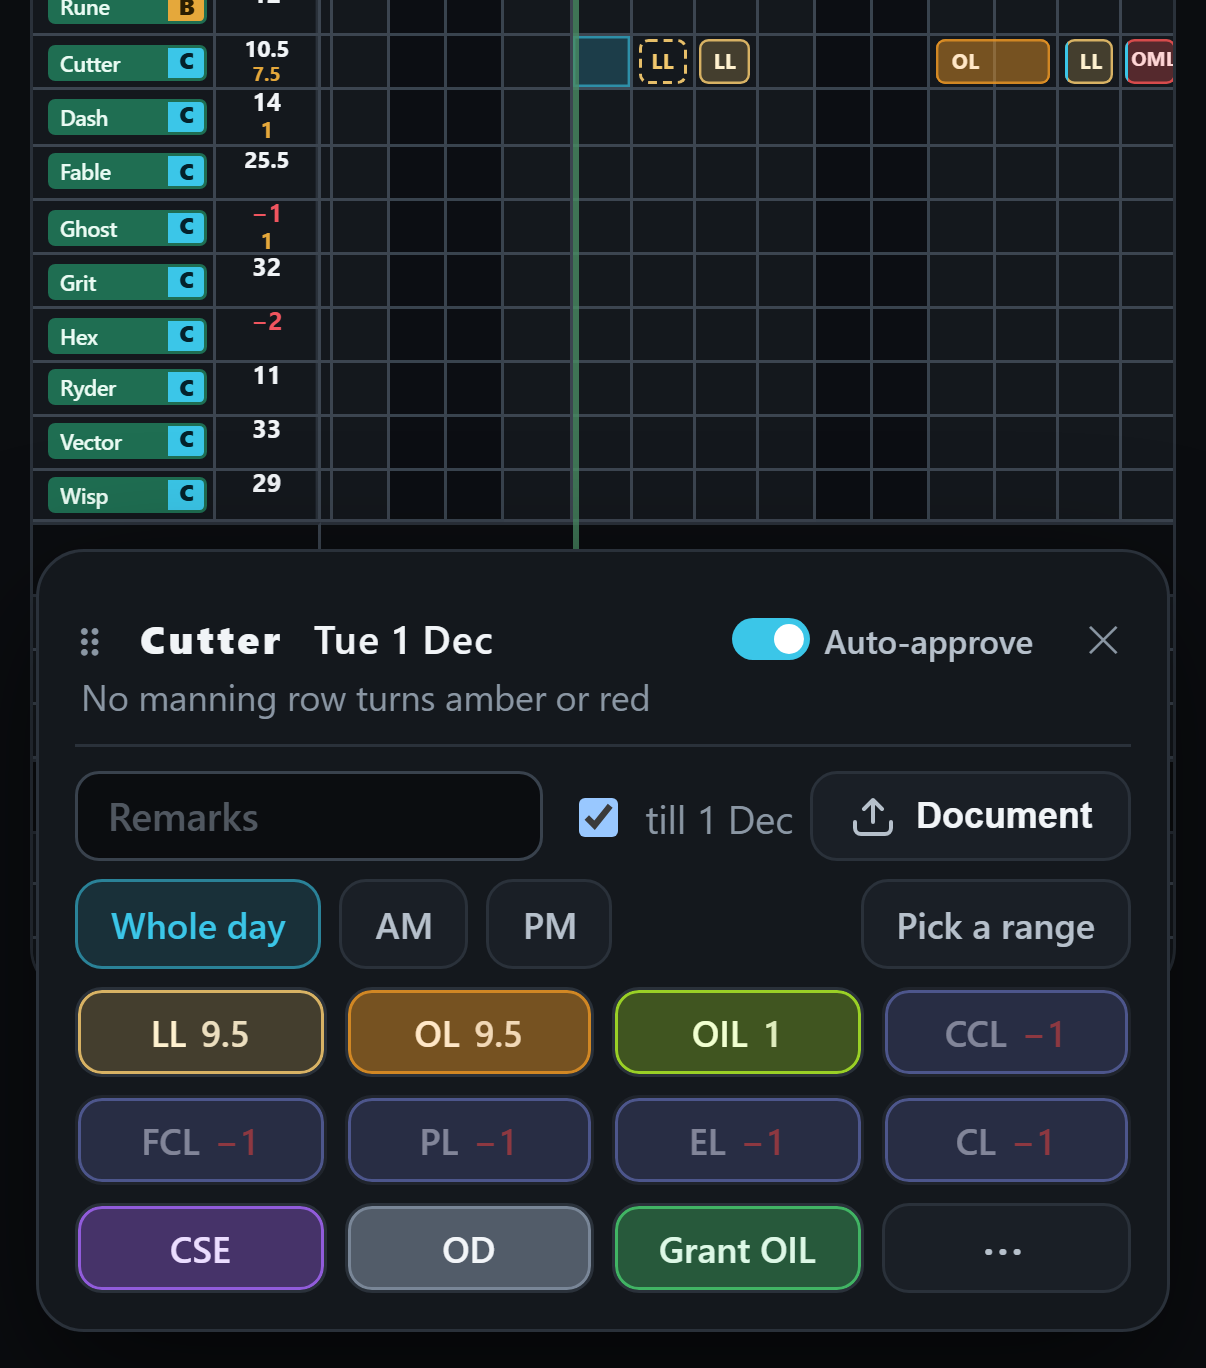 Rune B 12
Cutter C 10.5 LL LL OL LL OML
7.5
Dash C 14
1
Fable C 25.5
Ghost C −1
1
Grit C 32
Hex C −2
Ryder C 11
Vector C 33
Wisp C 29
Cutter Tue 1 Dec Auto-approve
No manning row turns amber or red
Remarks till 1 Dec Document
Whole day AM PM Pick a range
LL 9.5 OL 9.5 OIL 1 CCL −1
FCL −1 PL −1 EL −1 CL −1
CSE OD Grant OIL ...